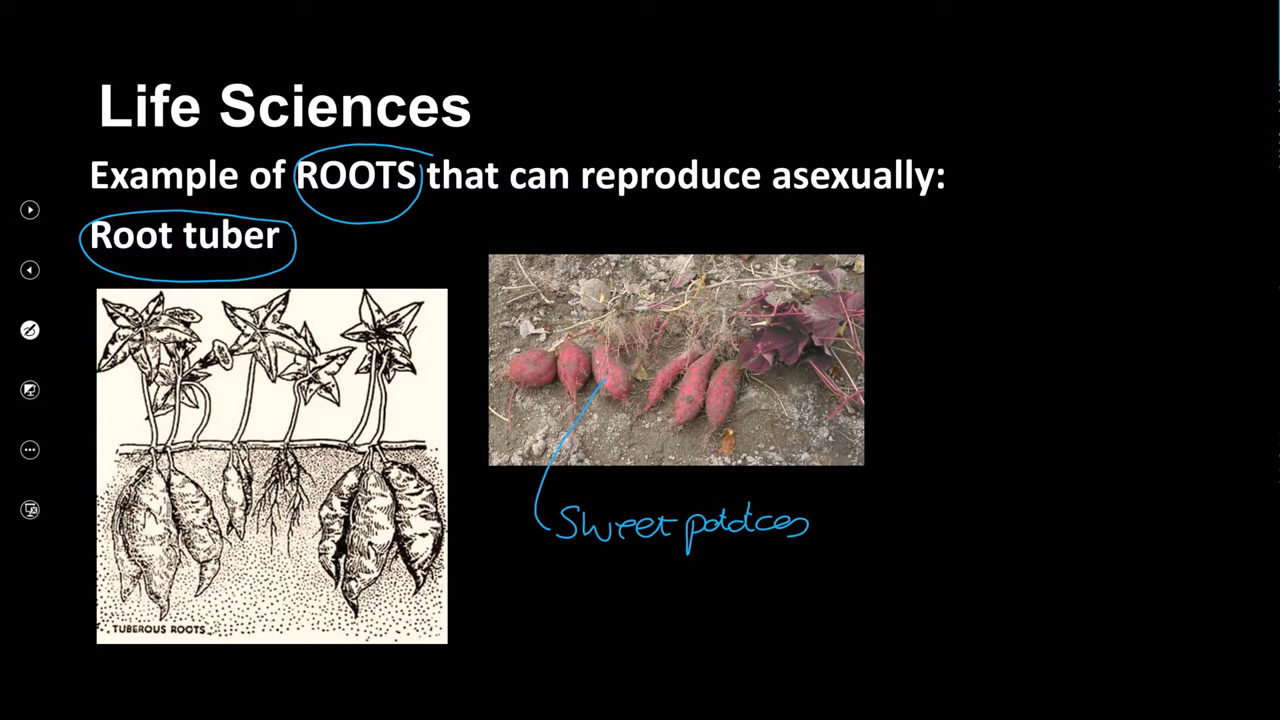 Life Sciences
Example of ROOTS that can reproduce asexually:
Root tuber
TUBEROUS ROOTS
Sweet potatoes